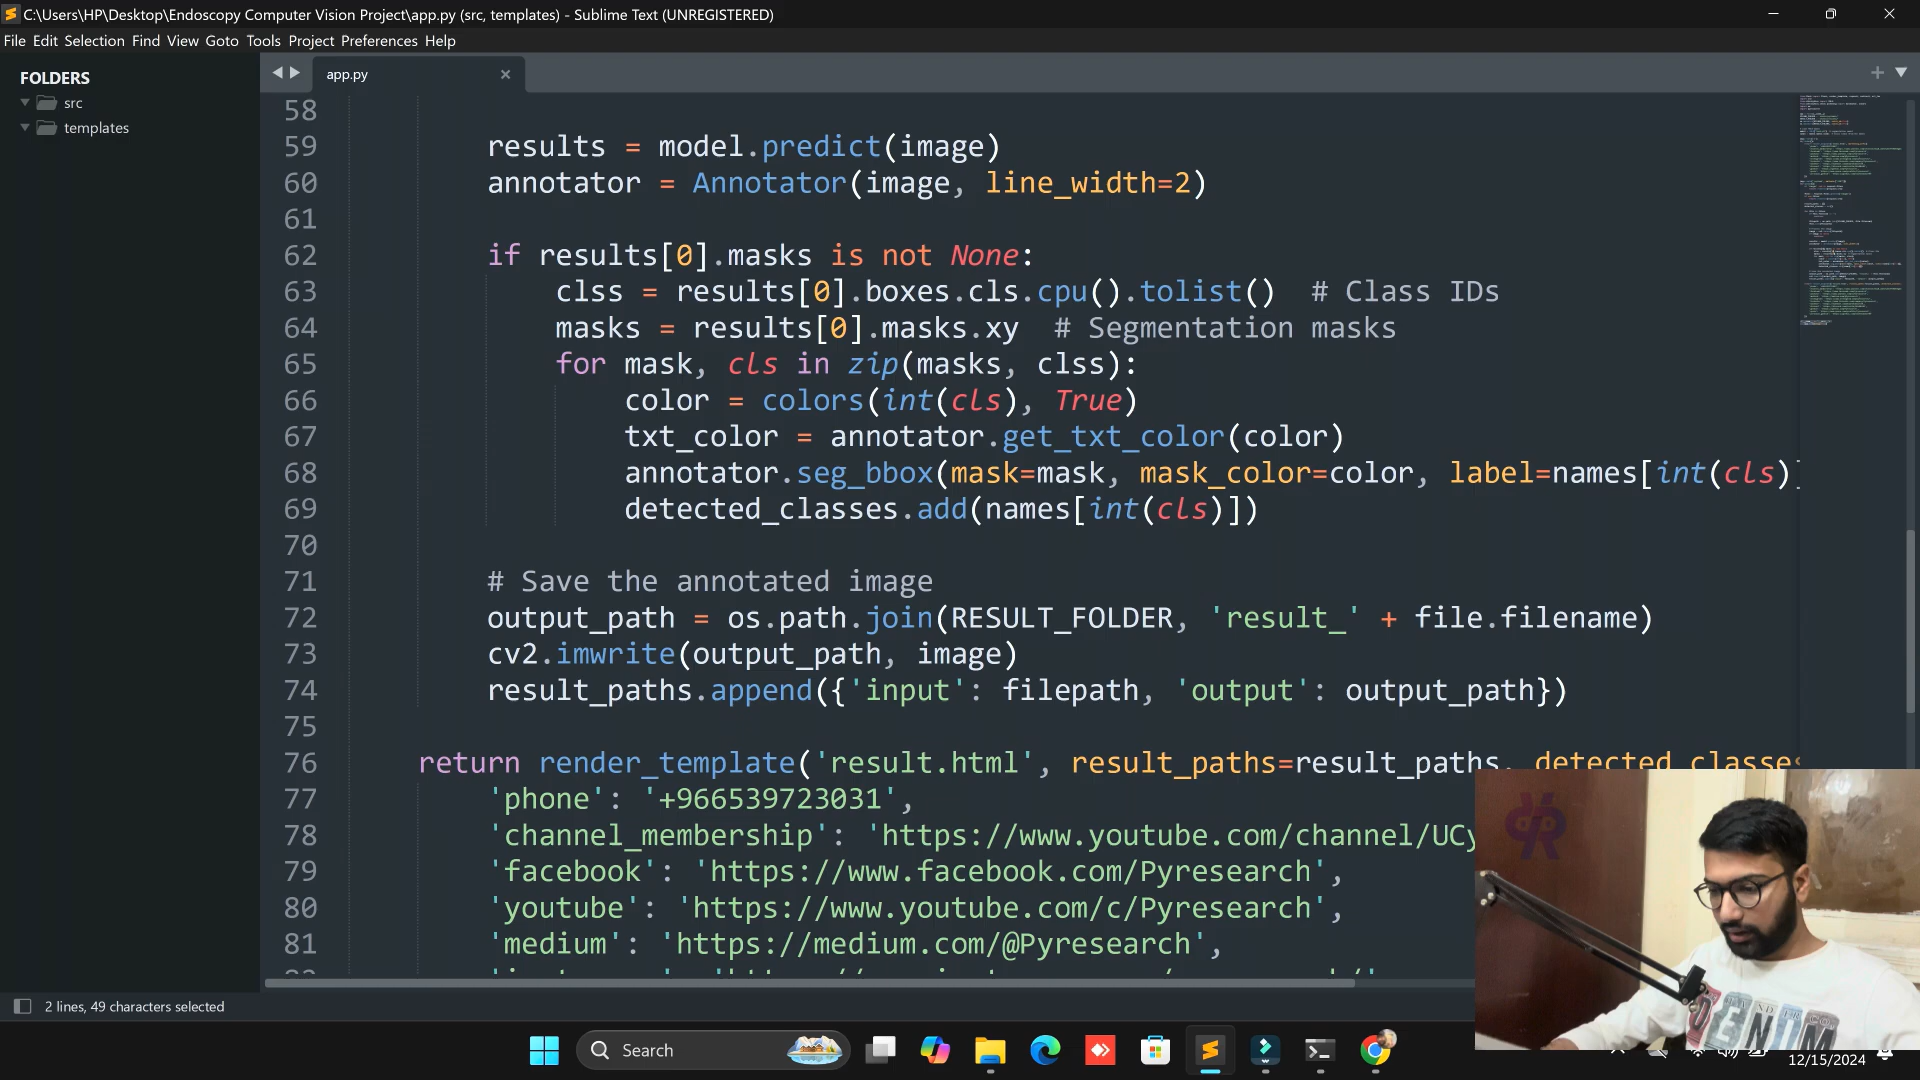 C:\Users\HP\Desktop\Endoscopy Computer Vision Project\app.py (src, templates) - Sublime Text (UNREGISTERED)
File Edit Selection Find View Goto Tools Project Preferences Help
FOLDERS
src
templates
app.py
58
59 results = model.predict(image)
60 annotator = Annotator(image, line_width=2)
61
62 if results[0].masks is not None:
63 clss = results[0].boxes.cls.cpu().tolist() # Class IDs
64 masks = results[0].masks.xy # Segmentation masks
65 for mask, cls in zip(masks, clss):
66 color = colors(int(cls), True)
67 txt_color = annotator.get_txt_color(color)
68 annotator.seg_bbox(mask=mask, mask_color=color, label=names[int(cls)]
69 detected_classes.add(names[int(cls)])
70
71 # Save the annotated image
72 output_path = os.path.join(RESULT_FOLDER, 'result_' + file.filename)
73 cv2.imwrite(output_path, image)
74 result_paths.append({'input': filepath, 'output': output_path})
75
76 return render_template('result.html', result_paths=result_paths, detected_classes
77 'phone': '+966539723031',
78 'channel_membership': 'https://www.youtube.com/channel/UCy
79 'facebook': 'https://www.facebook.com/Pyresearch',
80 'youtube': 'https://www.youtube.com/c/Pyresearch',
81 'medium': 'https://medium.com/@Pyresearch',
2 lines, 49 characters selected
Search
12/15/2024